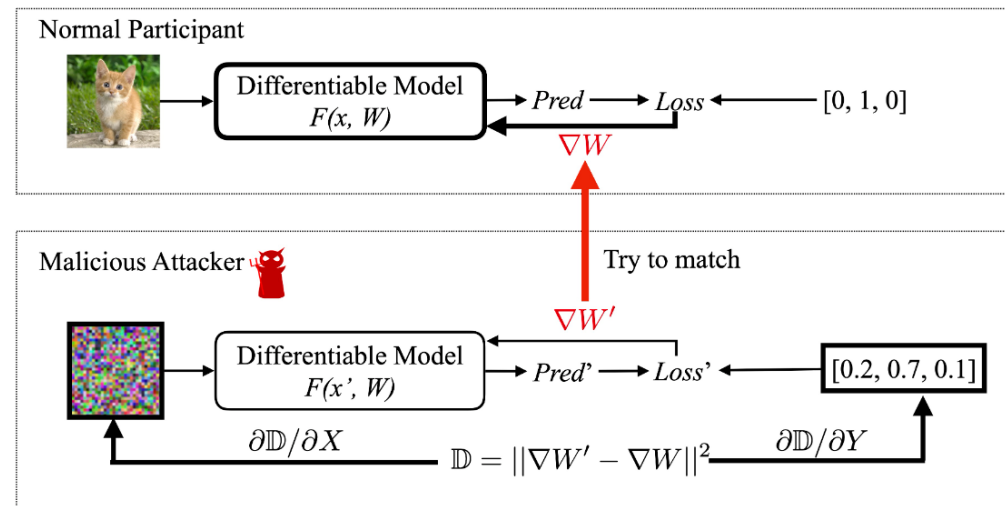 Normal Participant
Differentiable Model
F(x, W)
Pred
Loss
[0, 1, 0]
∇W
Try to match
Malicious Attacker
∇W′
Differentiable Model
F(x’, W)
Pred’
Loss’
[0.2, 0.7, 0.1]
∂𝔻/∂X
𝔻 = ||∇W′ − ∇W||²
∂𝔻/∂Y